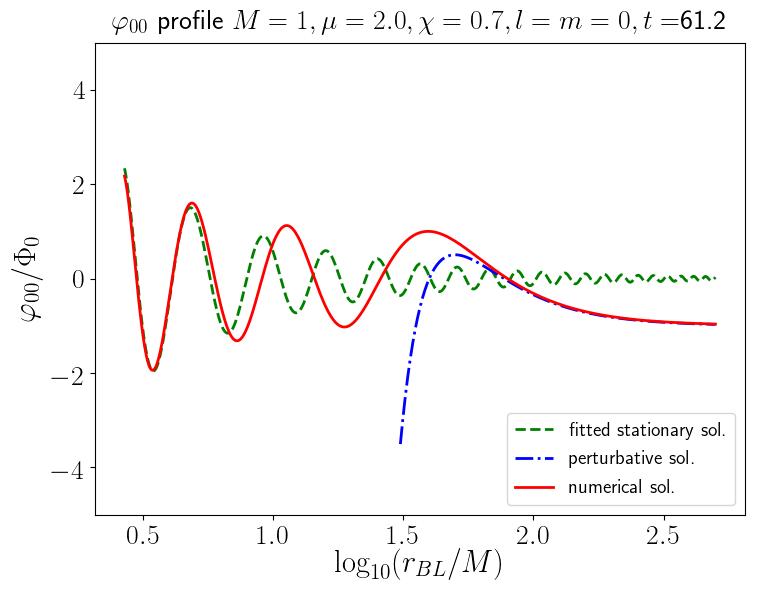 φ₀₀ profile M = 1, μ = 2.0, χ = 0.7, l = m = 0, t =61.2
φ₀₀/Φ₀
4
2
0
−2
−4
fitted stationary sol.
perturbative sol.
numerical sol.
0.5 1.0 1.5 2.0 2.5
log₁₀(r_BL/M)